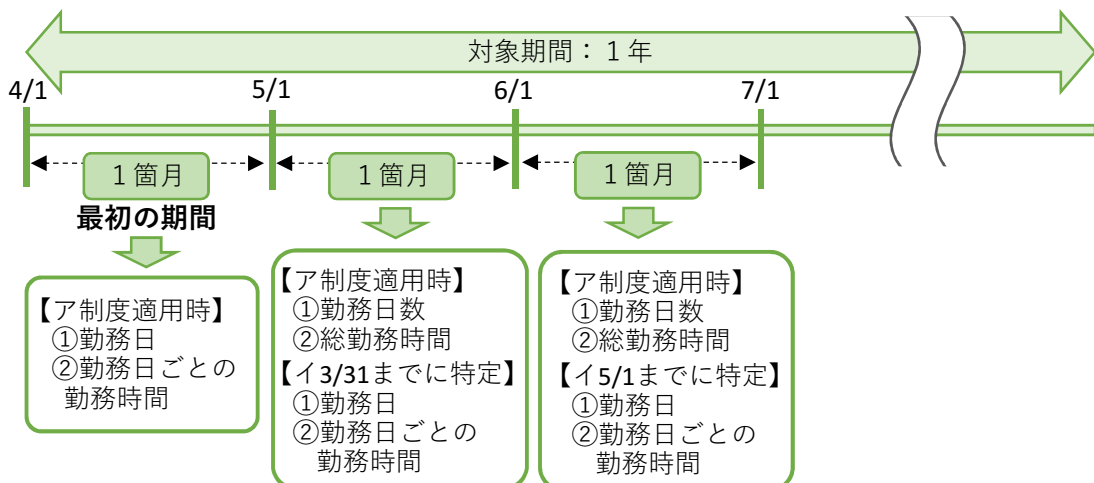 対象期間：１年
4/1
5/1
6/1
7/1
１箇月
１箇月
１箇月
最初の期間
【ア制度適用時】
①勤務日
②勤務日ごとの
勤務時間
【ア制度適用時】
①勤務日数
②総勤務時間
【イ3/31までに特定】
①勤務日
②勤務日ごとの
勤務時間
【ア制度適用時】
①勤務日数
②総勤務時間
【イ5/1までに特定】
①勤務日
②勤務日ごとの
勤務時間